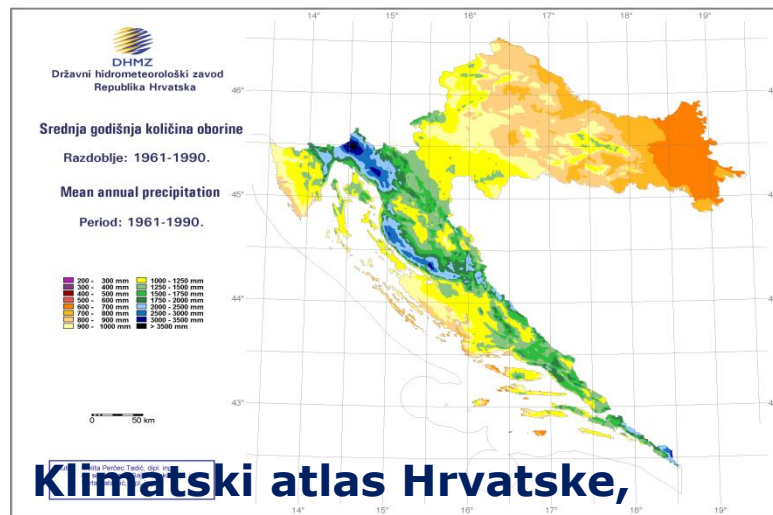 14° 15° 16° 17° 18° 19°
DHMZ
Državni hidrometeorološki zavod
Republika Hrvatska
46°
Srednja godišnja količina oborine
Razdoblje: 1961-1990.
45°
Mean annual precipitation
Period: 1961-1990.
200 - 300 mm 1000 - 1250 mm
300 - 400 mm 1250 - 1500 mm
400 - 500 mm 1500 - 1750 mm
500 - 600 mm 1750 - 2000 mm
600 - 700 mm 2000 - 2500 mm
700 - 800 mm 2500 - 3000 mm
800 - 900 mm 3000 - 3500 mm
900 - 1000 mm > 3500 mm
44°
43°
0 50 km
Perčec Tadić, dipl. ing.
Klimatski atlas Hrvatske,
14° 15° 16° 17° 18° 19°